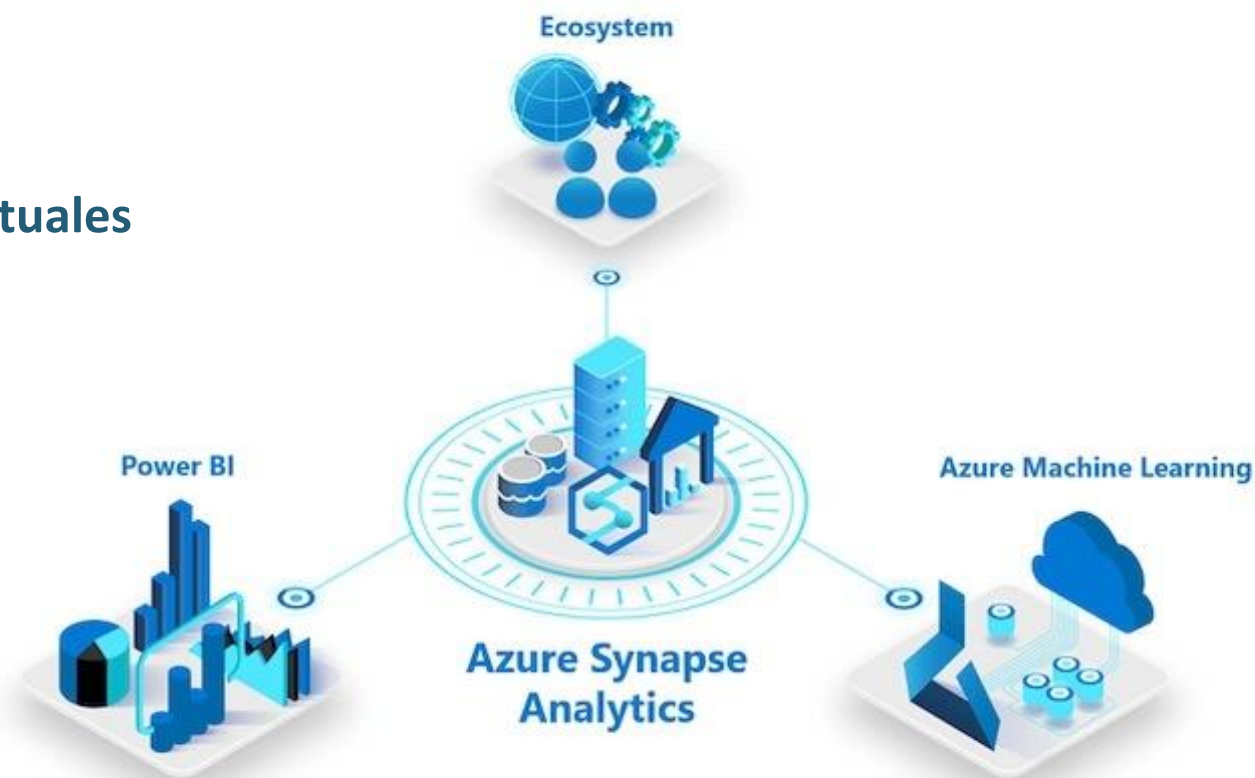 Ecosystem
tuales
Power BI
Azure Machine Learning
Azure Synapse
Analytics